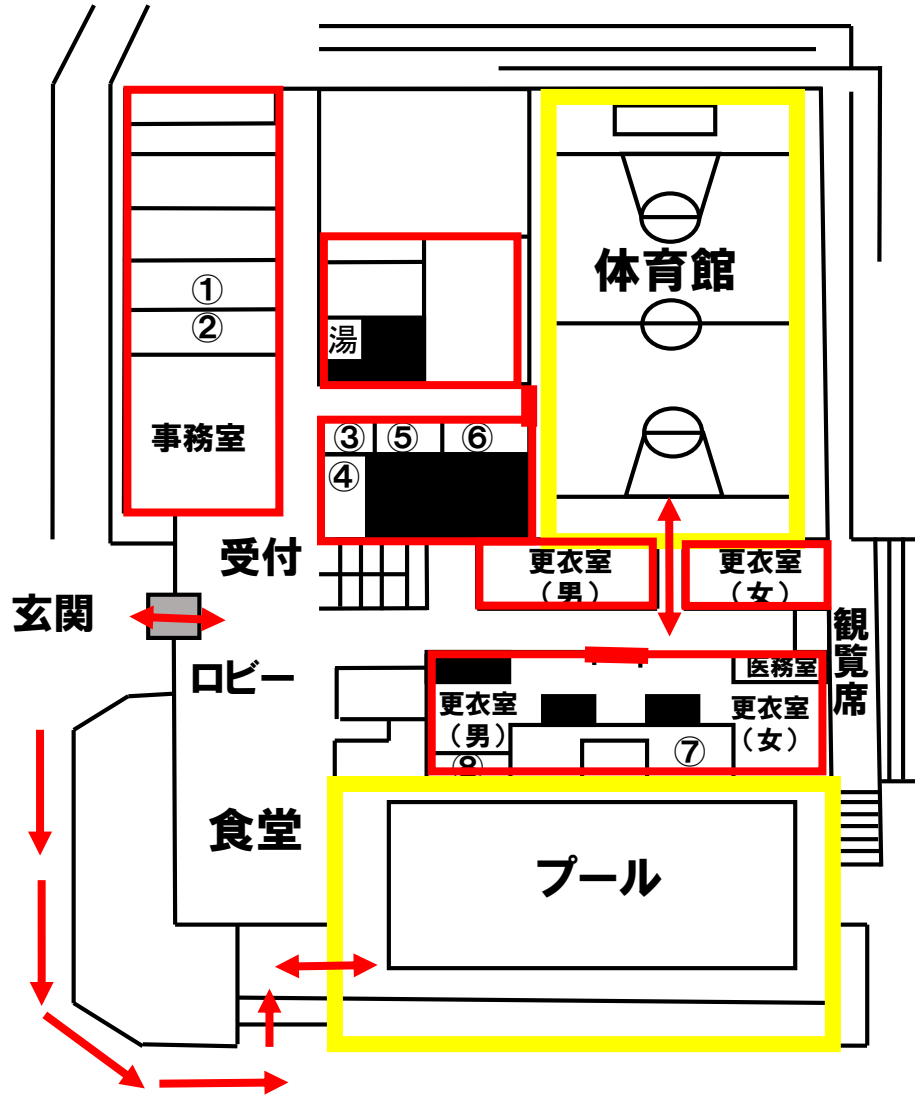 体育館
①
②
湯
事務室
③
⑤
⑥
④
受付
更衣室
（男）
更衣室
（女）
玄関
観覧席
ロビー
医務室
更衣室
（男）
更衣室
（女）
⑦
⑧
食堂
プール